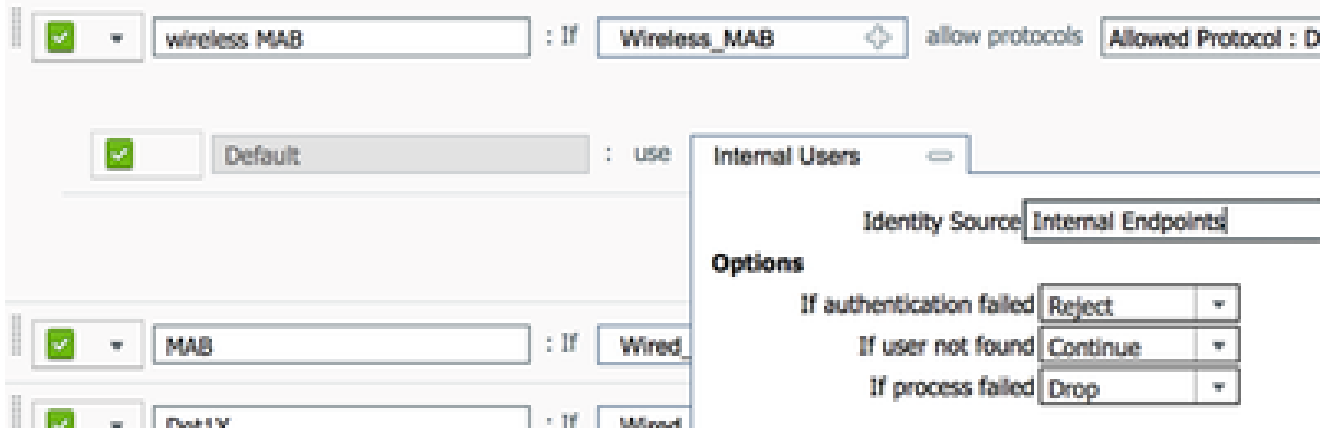 wireless MAB : If Wireless_MAB allow protocols Allowed Protocol : D
Default : use Internal Users
Identity Source Internal Endpoints
Options
If authentication failed Reject
If user not found Continue
MAB : If Wired_
If process failed Drop
Dot1X : If Wired